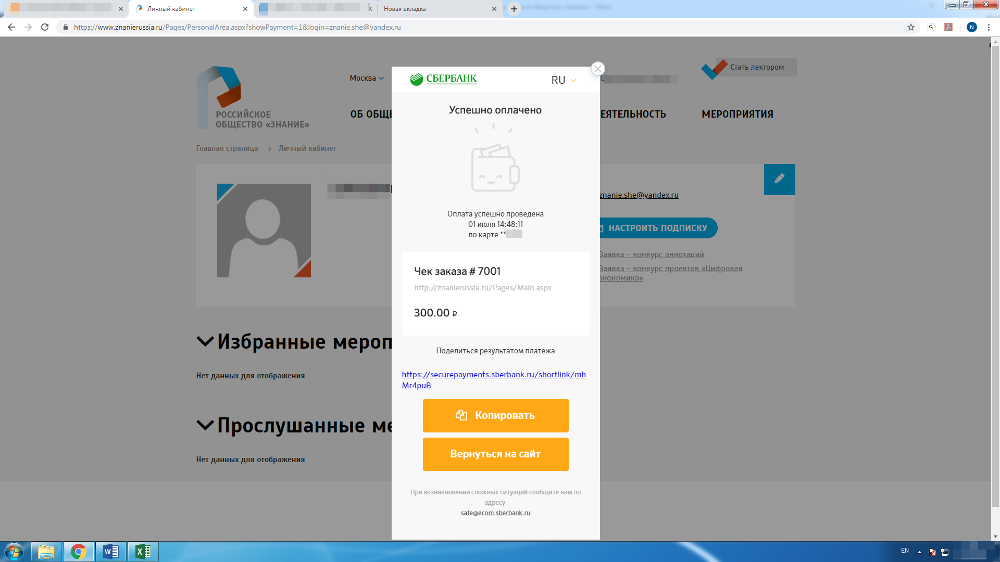 Личный кабинет
Новая вкладка
https://www.znanierussia.ru/Pages/PersonalArea.aspx?showPayment=1&login=znanie.she@yandex.ru
N
Москва
Стать лектором
РОССИЙСКОЕ
ОБЩЕСТВО «ЗНАНИЕ»
ОБ ОБЩЕ
ЕЯТЕЛЬНОСТЬ
МЕРОПРИЯТИЯ
Главная страница > Личный кабинет
znanie.she@yandex.ru
НАСТРОИТЬ ПОДПИСКУ
Заявка - конкурс аннотаций
Заявка - конкурс проектов «Цифровая
экономика»
Избранные мероп
Нет данных для отображения
Прослушанные ме
Нет данных для отображения
СБЕРБАНК
RU
Успешно оплачено
Оплата успешно проведена
01 июля 14:48:11
по карте **
Чек заказа # 7001
http://znanierussia.ru/Pages/Main.aspx
300.00 ₽
Поделиться результатом платежа
https://securepayments.sberbank.ru/shortlink/mh
Mr4puB
Копировать
Вернуться на сайт
При возникновении сложных ситуаций сообщите нам по
адресу
safe@ecom.sberbank.ru
EN